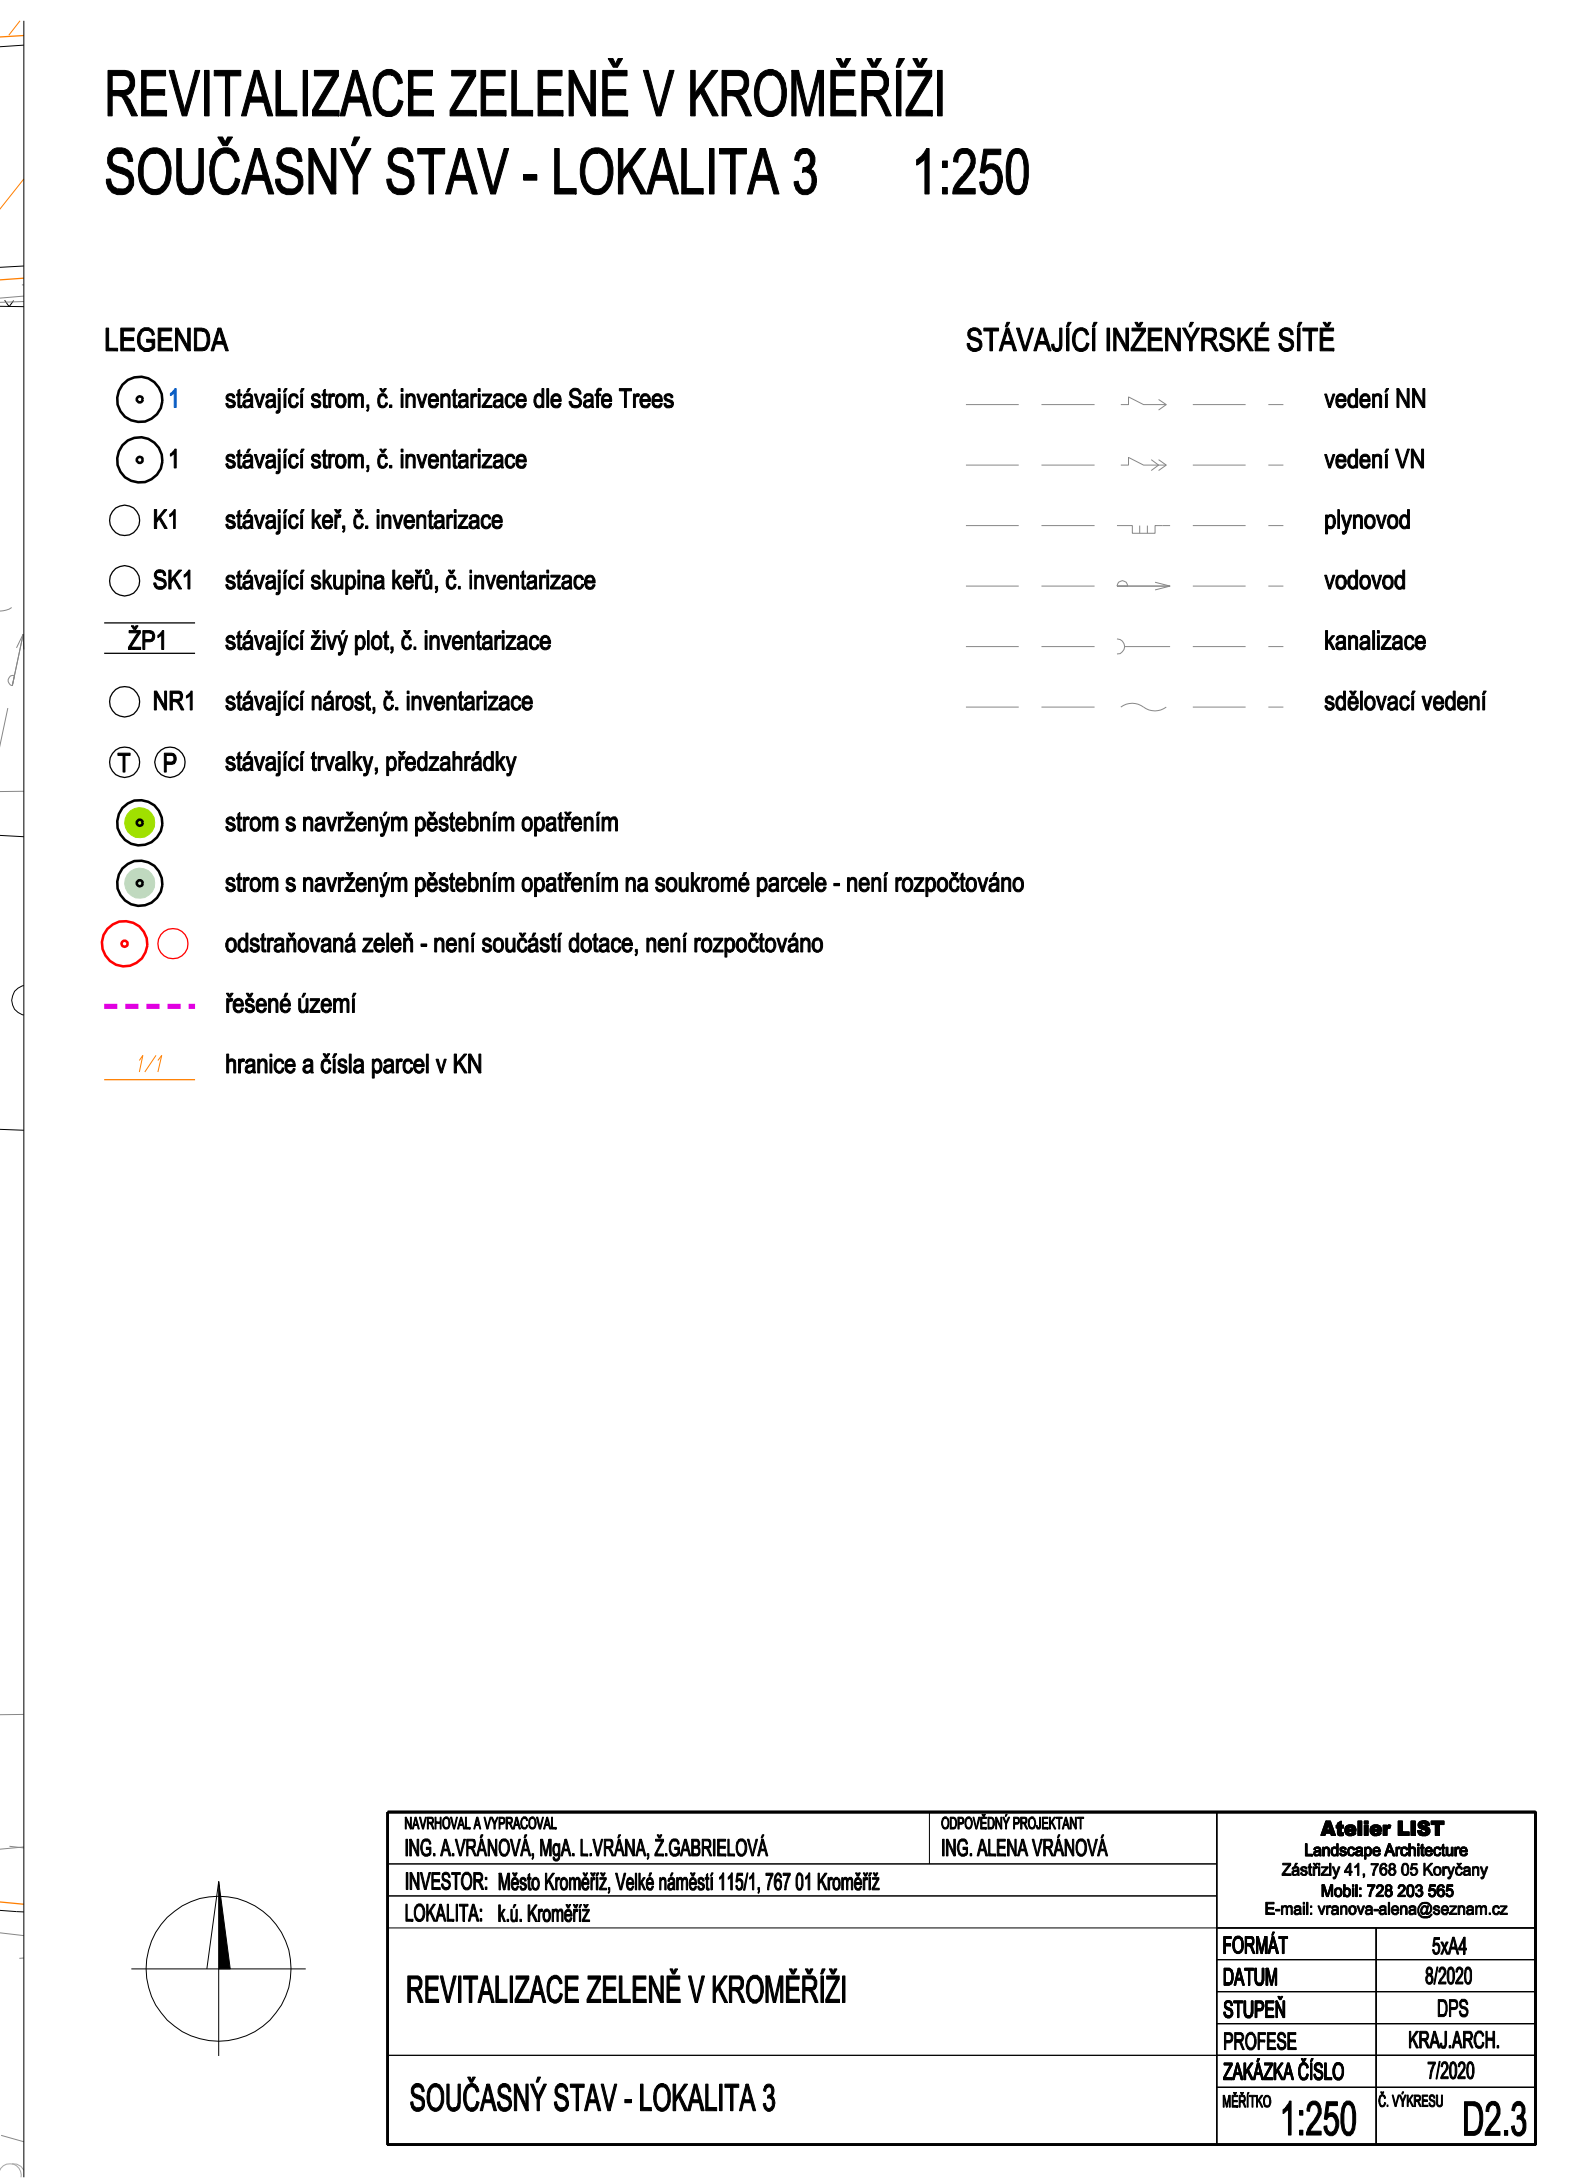 REVITALIZACE ZELENĚ V KROMĚŘÍŽI
SOUČASNÝ STAV - LOKALITA 3 1:250
LEGENDA
1 stávající strom, č. inventarizace dle Safe Trees
1 stávající strom, č. inventarizace
K1 stávající keř, č. inventarizace
SK1 stávající skupina keřů, č. inventarizace
ŽP1 stávající živý plot, č. inventarizace
NR1 stávající nárost, č. inventarizace
T P stávající trvalky, předzahrádky
strom s navrženým pěstebním opatřením
strom s navrženým pěstebním opatřením na soukromé parcele - není rozpočtováno
odstraňovaná zeleň - není součástí dotace, není rozpočtováno
řešené území
1/1 hranice a čísla parcel v KN
STÁVAJÍCÍ INŽENÝRSKÉ SÍTĚ
vedení NN
vedení VN
plynovod
vodovod
kanalizace
sdělovací vedení
NAVRHOVAL A VYPRACOVAL
ING. A.VRÁNOVÁ, MgA. L.VRÁNA, Ž.GABRIELOVÁ
ODPOVĚDNÝ PROJEKTANT
ING. ALENA VRÁNOVÁ
INVESTOR: Město Kroměříž, Velké náměstí 115/1, 767 01 Kroměříž
LOKALITA: k.ú. Kroměříž
REVITALIZACE ZELENĚ V KROMĚŘÍŽI
SOUČASNÝ STAV - LOKALITA 3
Atelier LIST
Landscape Architecture
Zástřizly 41, 768 05 Koryčany
Mobil: 728 203 565
E-mail: vranova-alena@seznam.cz
FORMÁT 5xA4
DATUM 8/2020
STUPEŇ DPS
PROFESE KRAJ.ARCH.
ZAKÁZKA ČÍSLO 7/2020
MĚŘÍTKO 1:250
Č. VÝKRESU D2.3